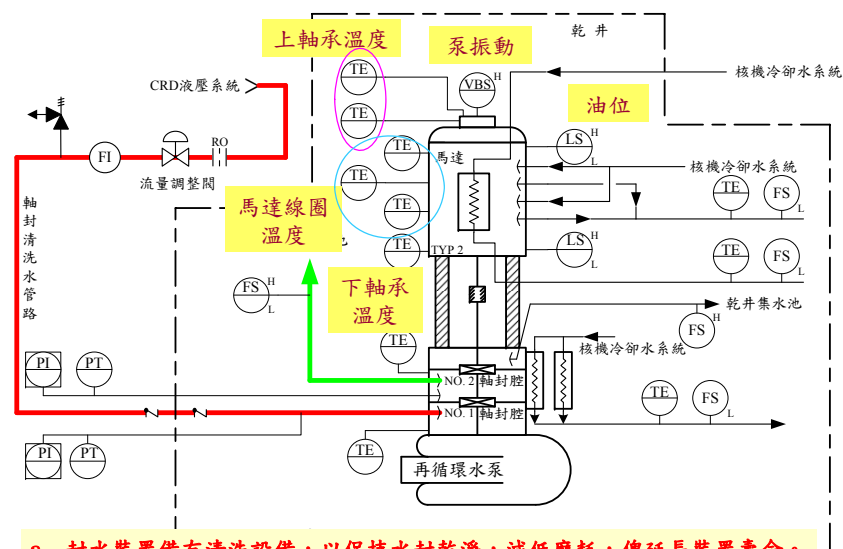 上軸承溫度
泵振動
乾井
TE
VBS
H
核機冷卻水系統
CRD液壓系統
油位
TE
LS
H
L
FI
RO
TE
馬達
核機冷卻水系統
流量調整閥
TE
TE
FS
L
馬達線圈
溫度
TE
軸封清洗水管路
池
TE
TYP 2
LS
H
L
TE
FS
L
FS
H
L
下軸承
溫度
乾井集水池
FS
H
TE
核機冷卻水系統
PI
PT
NO. 2 軸封腔
TE
FS
L
NO. 1 軸封腔
PI
PT
TE
再循環水泵